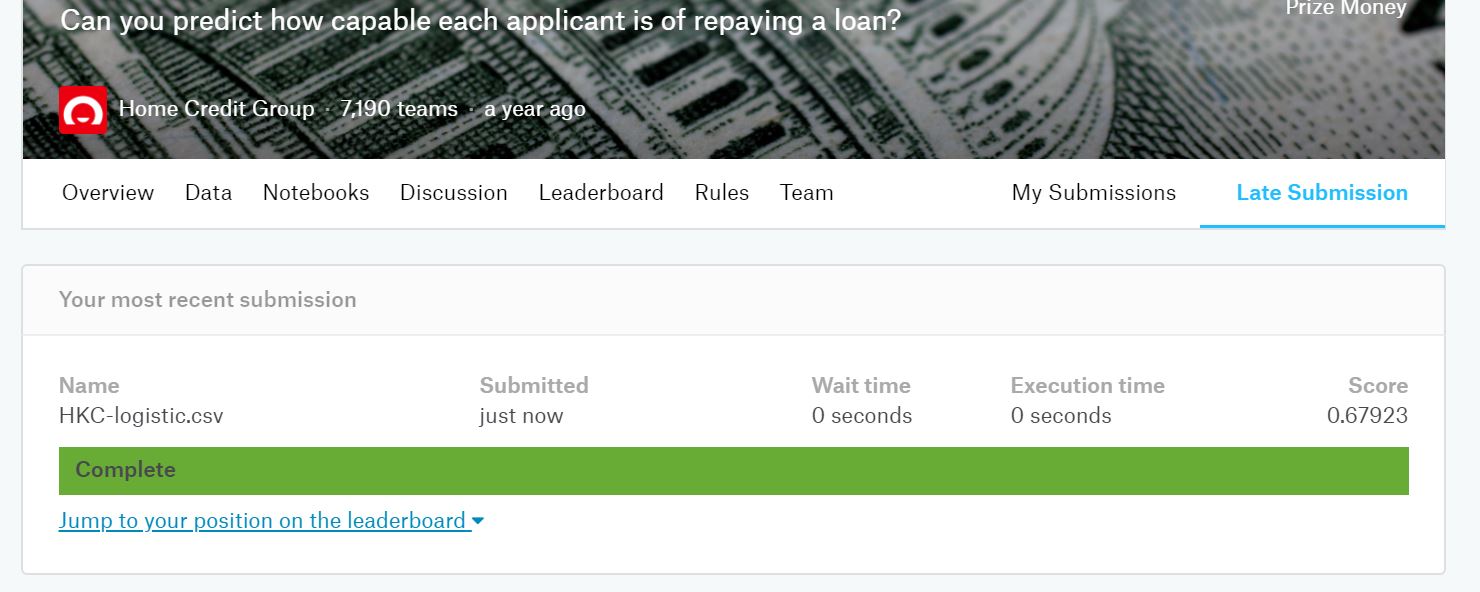 Can you predict how capable each applicant is of repaying a loan?
Prize Money
Home Credit Group · 7,190 teams · a year ago
Overview Data Notebooks Discussion Leaderboard Rules Team My Submissions Late Submission
Your most recent submission
Name Submitted Wait time Execution time Score
HKC-logistic.csv just now 0 seconds 0 seconds 0.67923
Complete
Jump to your position on the leaderboard